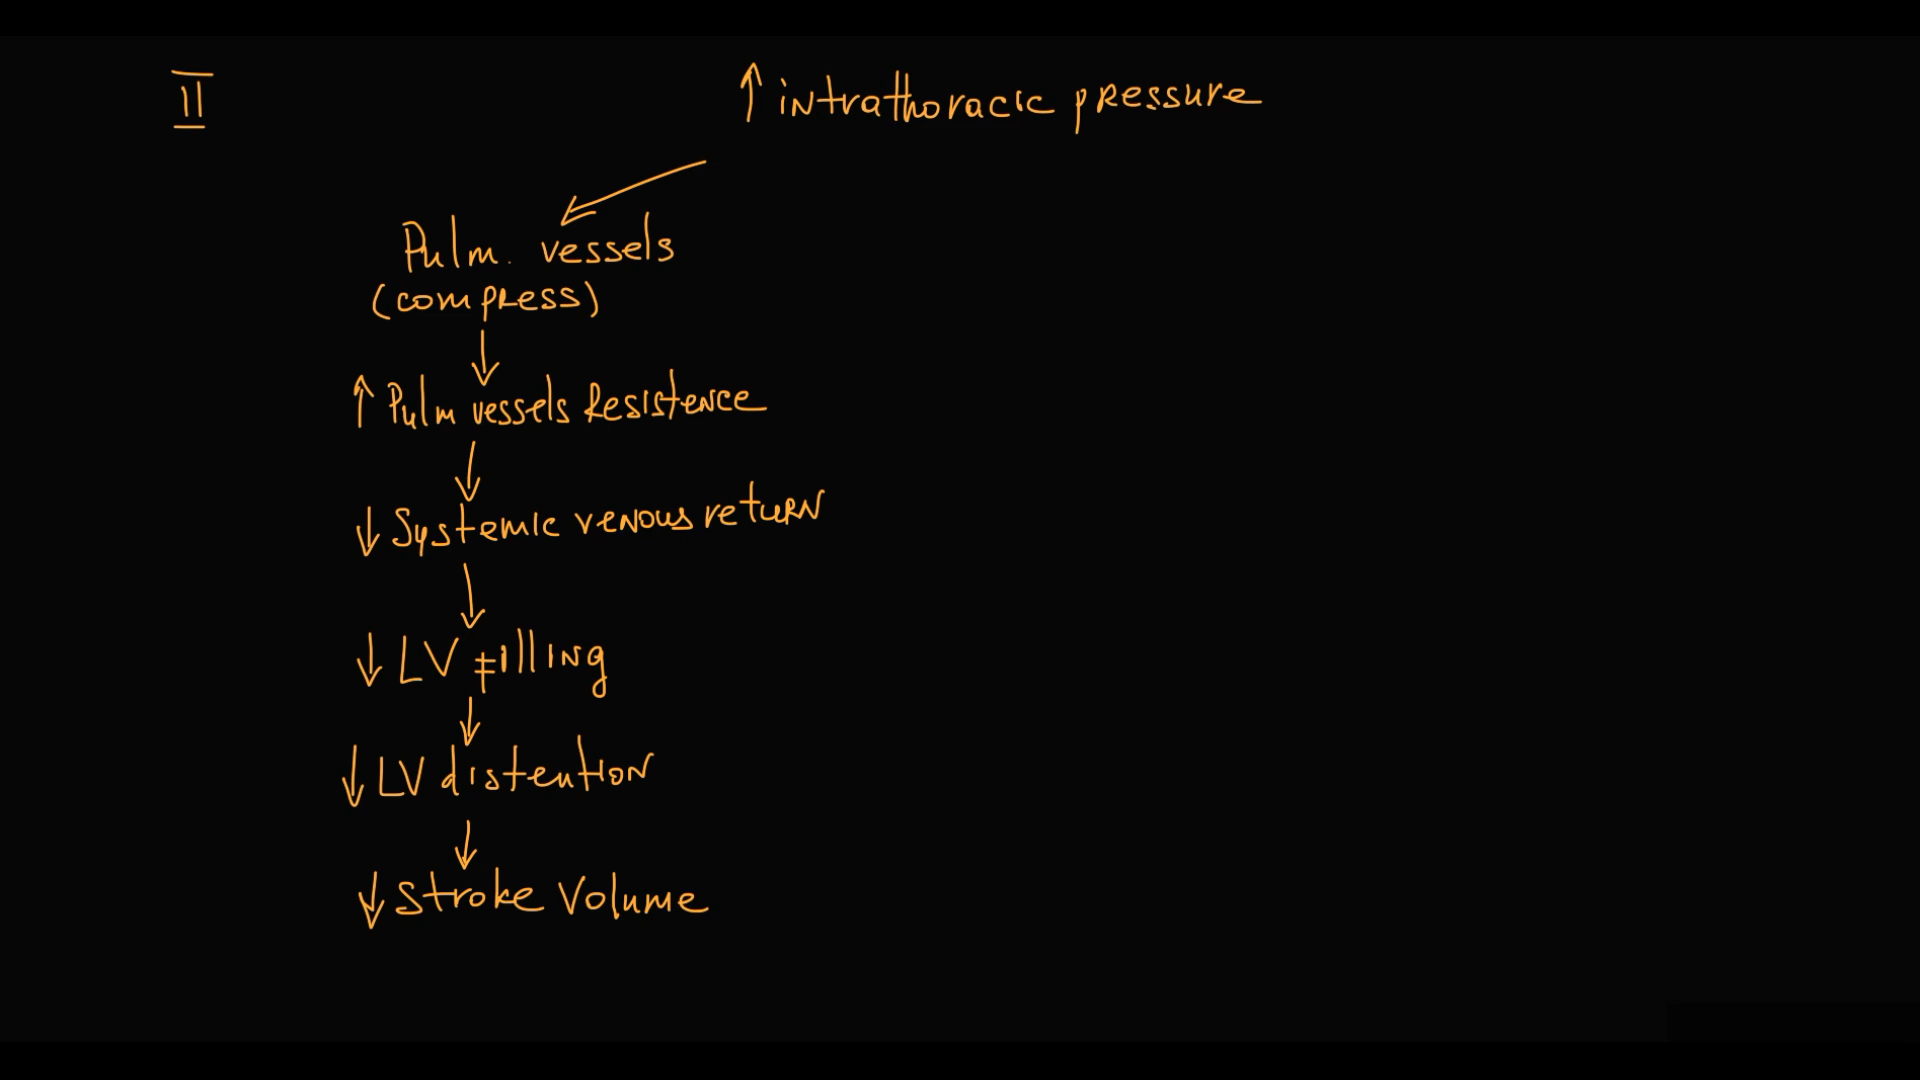 II
↑ intrathoracic pressure
Pulm. vessels
(compress)
↑ Pulm vessels Resistence
↓ Systemic venous return
↓ LV filling
↓ LV distention
↓ Stroke Volume